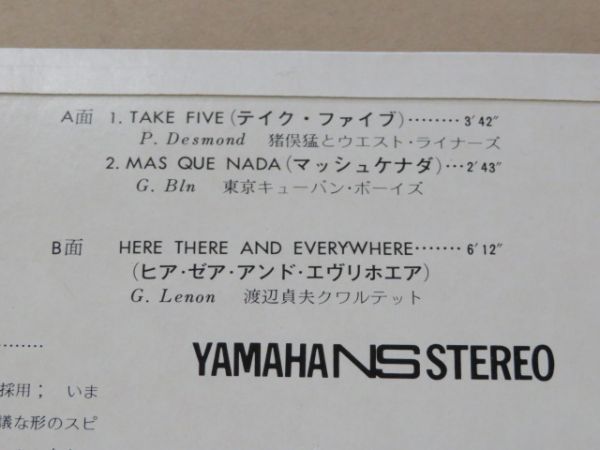 A面 1. TAKE FIVE(テイク・ファイブ)········ 3′42″
P. Desmond 猪俣猛とウエスト・ライナーズ
2. MAS QUE NADA(マッシュケナダ)···2′43″
G. Bln 東京キューバン・ボーイズ
B面 HERE THERE AND EVERYWHERE······· 6′12″
(ヒア・ゼア・アンド・エヴリホエア)
G. Lenon 渡辺貞夫クワルテット
YAMAHA NS STEREO
採用； いま
議な形のスピ